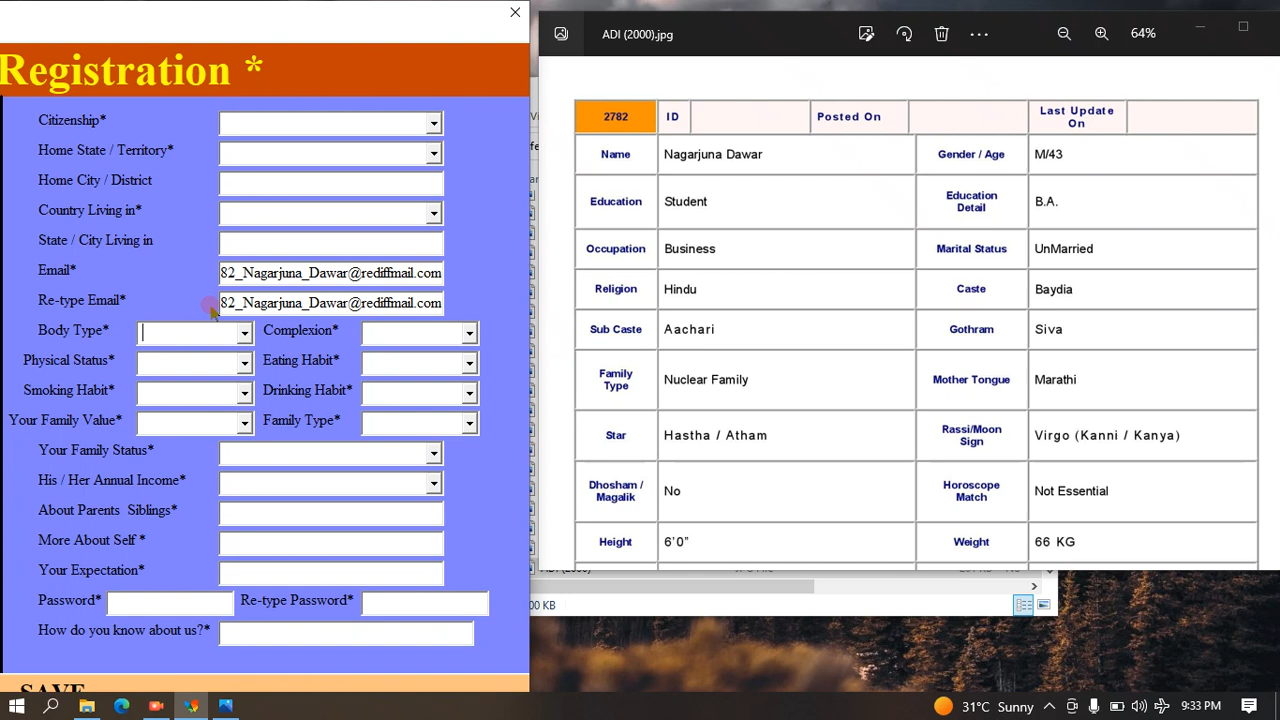 Registration *
Citizenship*
Home State / Territory*
Home City / District
Country Living in*
State / City Living in
Email* 82_Nagarjuna_Dawar@rediffmail.com
Re-type Email* 82_Nagarjuna_Dawar@rediffmail.com
Body Type* Complexion*
Physical Status* Eating Habit*
Smoking Habit* Drinking Habit*
Your Family Value* Family Type*
Your Family Status*
His / Her Annual Income*
About Parents Siblings*
More About Self *
Your Expectation*
Password* Re-type Password*
How do you know about us?*
SAVE
ADI (2000).jpg 64%
2782 ID Posted On Last Update On
Name Nagarjuna Dawar Gender / Age M/43
Education Student Education Detail B.A.
Occupation Business Marital Status UnMarried
Religion Hindu Caste Baydia
Sub Caste Aachari Gothram Siva
Family Type Nuclear Family Mother Tongue Marathi
Star Hastha / Atham Rassi/Moon Sign Virgo (Kanni / Kanya)
Dhosham / Magalik No Horoscope Match Not Essential
Height 6'0" Weight 66 KG
ADI (2000)
00 KB
31°C Sunny 9:33 PM